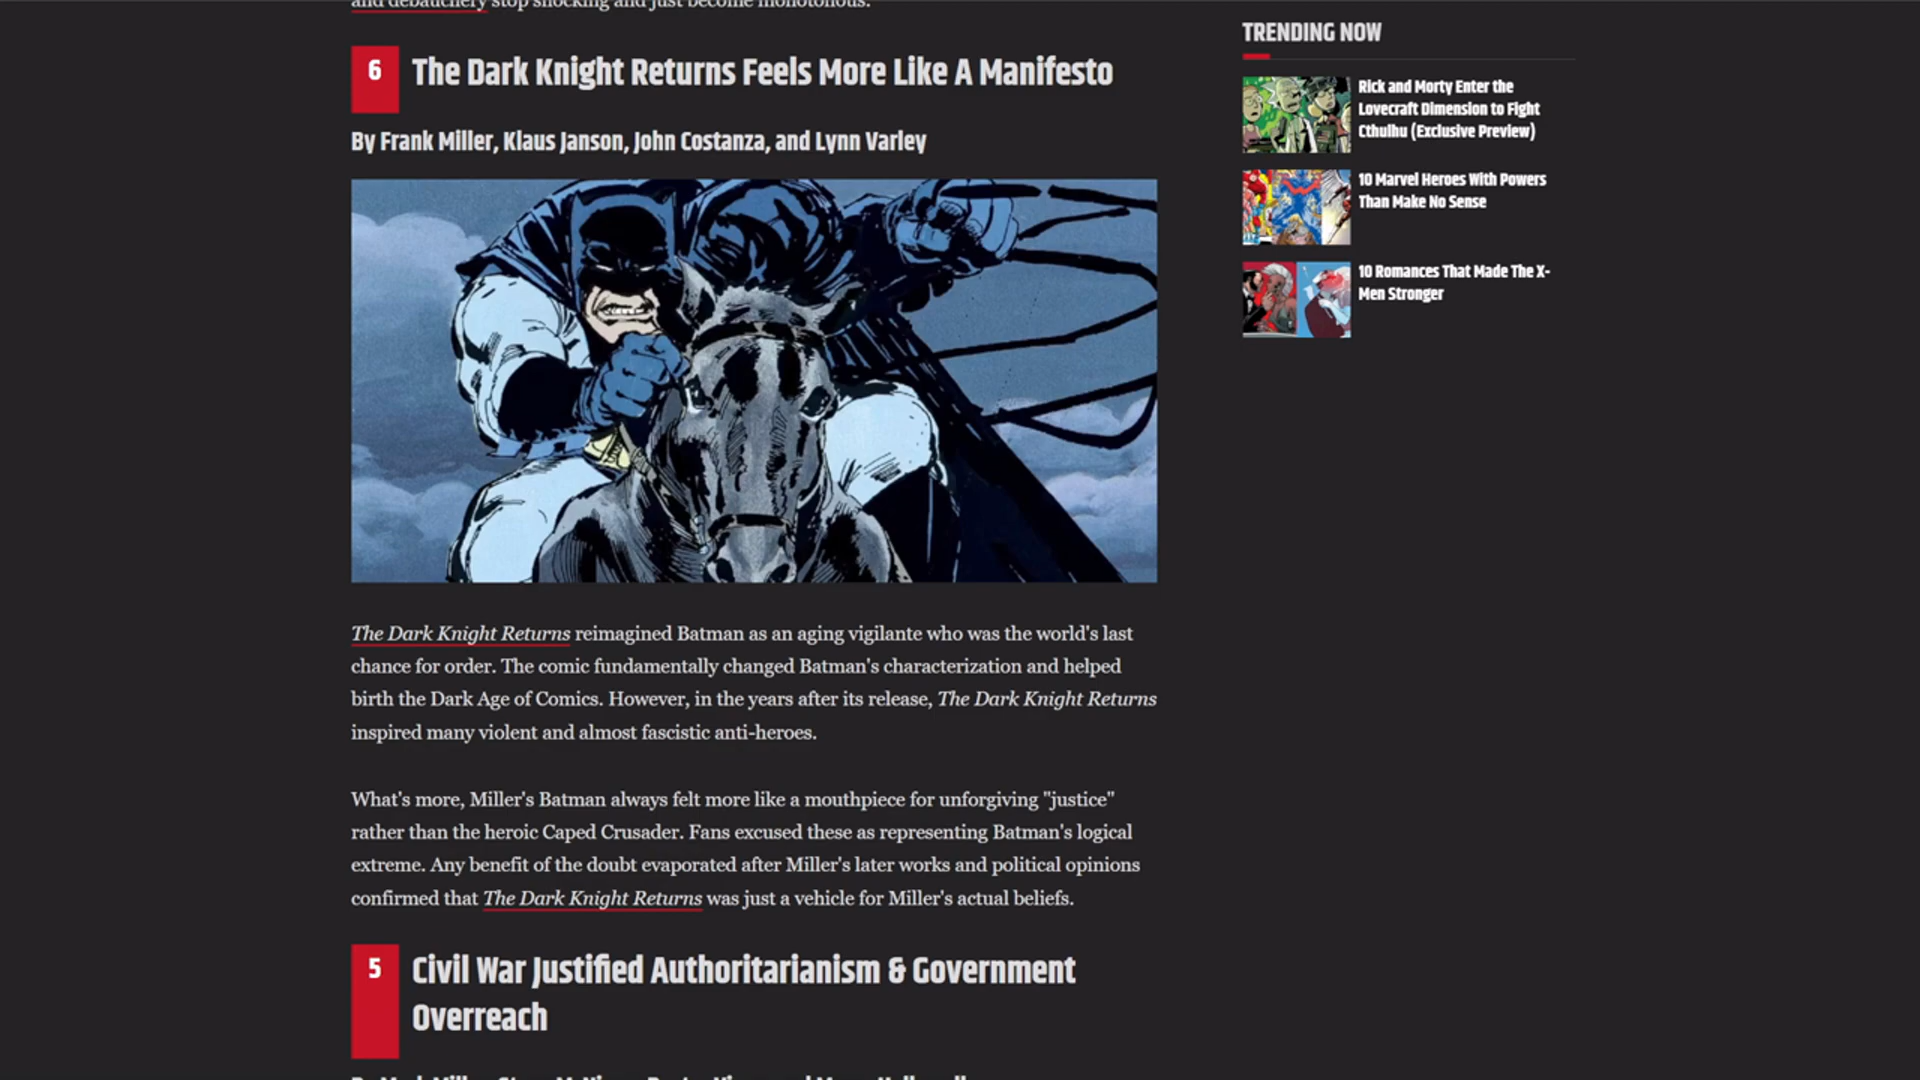 and debauchery stop shocking and just become monotonous.
6
The Dark Knight Returns Feels More Like A Manifesto
By Frank Miller, Klaus Janson, John Costanza, and Lynn Varley
The Dark Knight Returns reimagined Batman as an aging vigilante who was the world's last
chance for order. The comic fundamentally changed Batman's characterization and helped
birth the Dark Age of Comics. However, in the years after its release, The Dark Knight Returns
inspired many violent and almost fascistic anti-heroes.
What's more, Miller's Batman always felt more like a mouthpiece for unforgiving "justice"
rather than the heroic Caped Crusader. Fans excused these as representing Batman's logical
extreme. Any benefit of the doubt evaporated after Miller's later works and political opinions
confirmed that The Dark Knight Returns was just a vehicle for Miller's actual beliefs.
5
Civil War Justified Authoritarianism & Government
Overreach
TRENDING NOW
Rick and Morty Enter the
Lovecraft Dimension to Fight
Cthulhu (Exclusive Preview)
10 Marvel Heroes With Powers
Than Make No Sense
10 Romances That Made The X-
Men Stronger